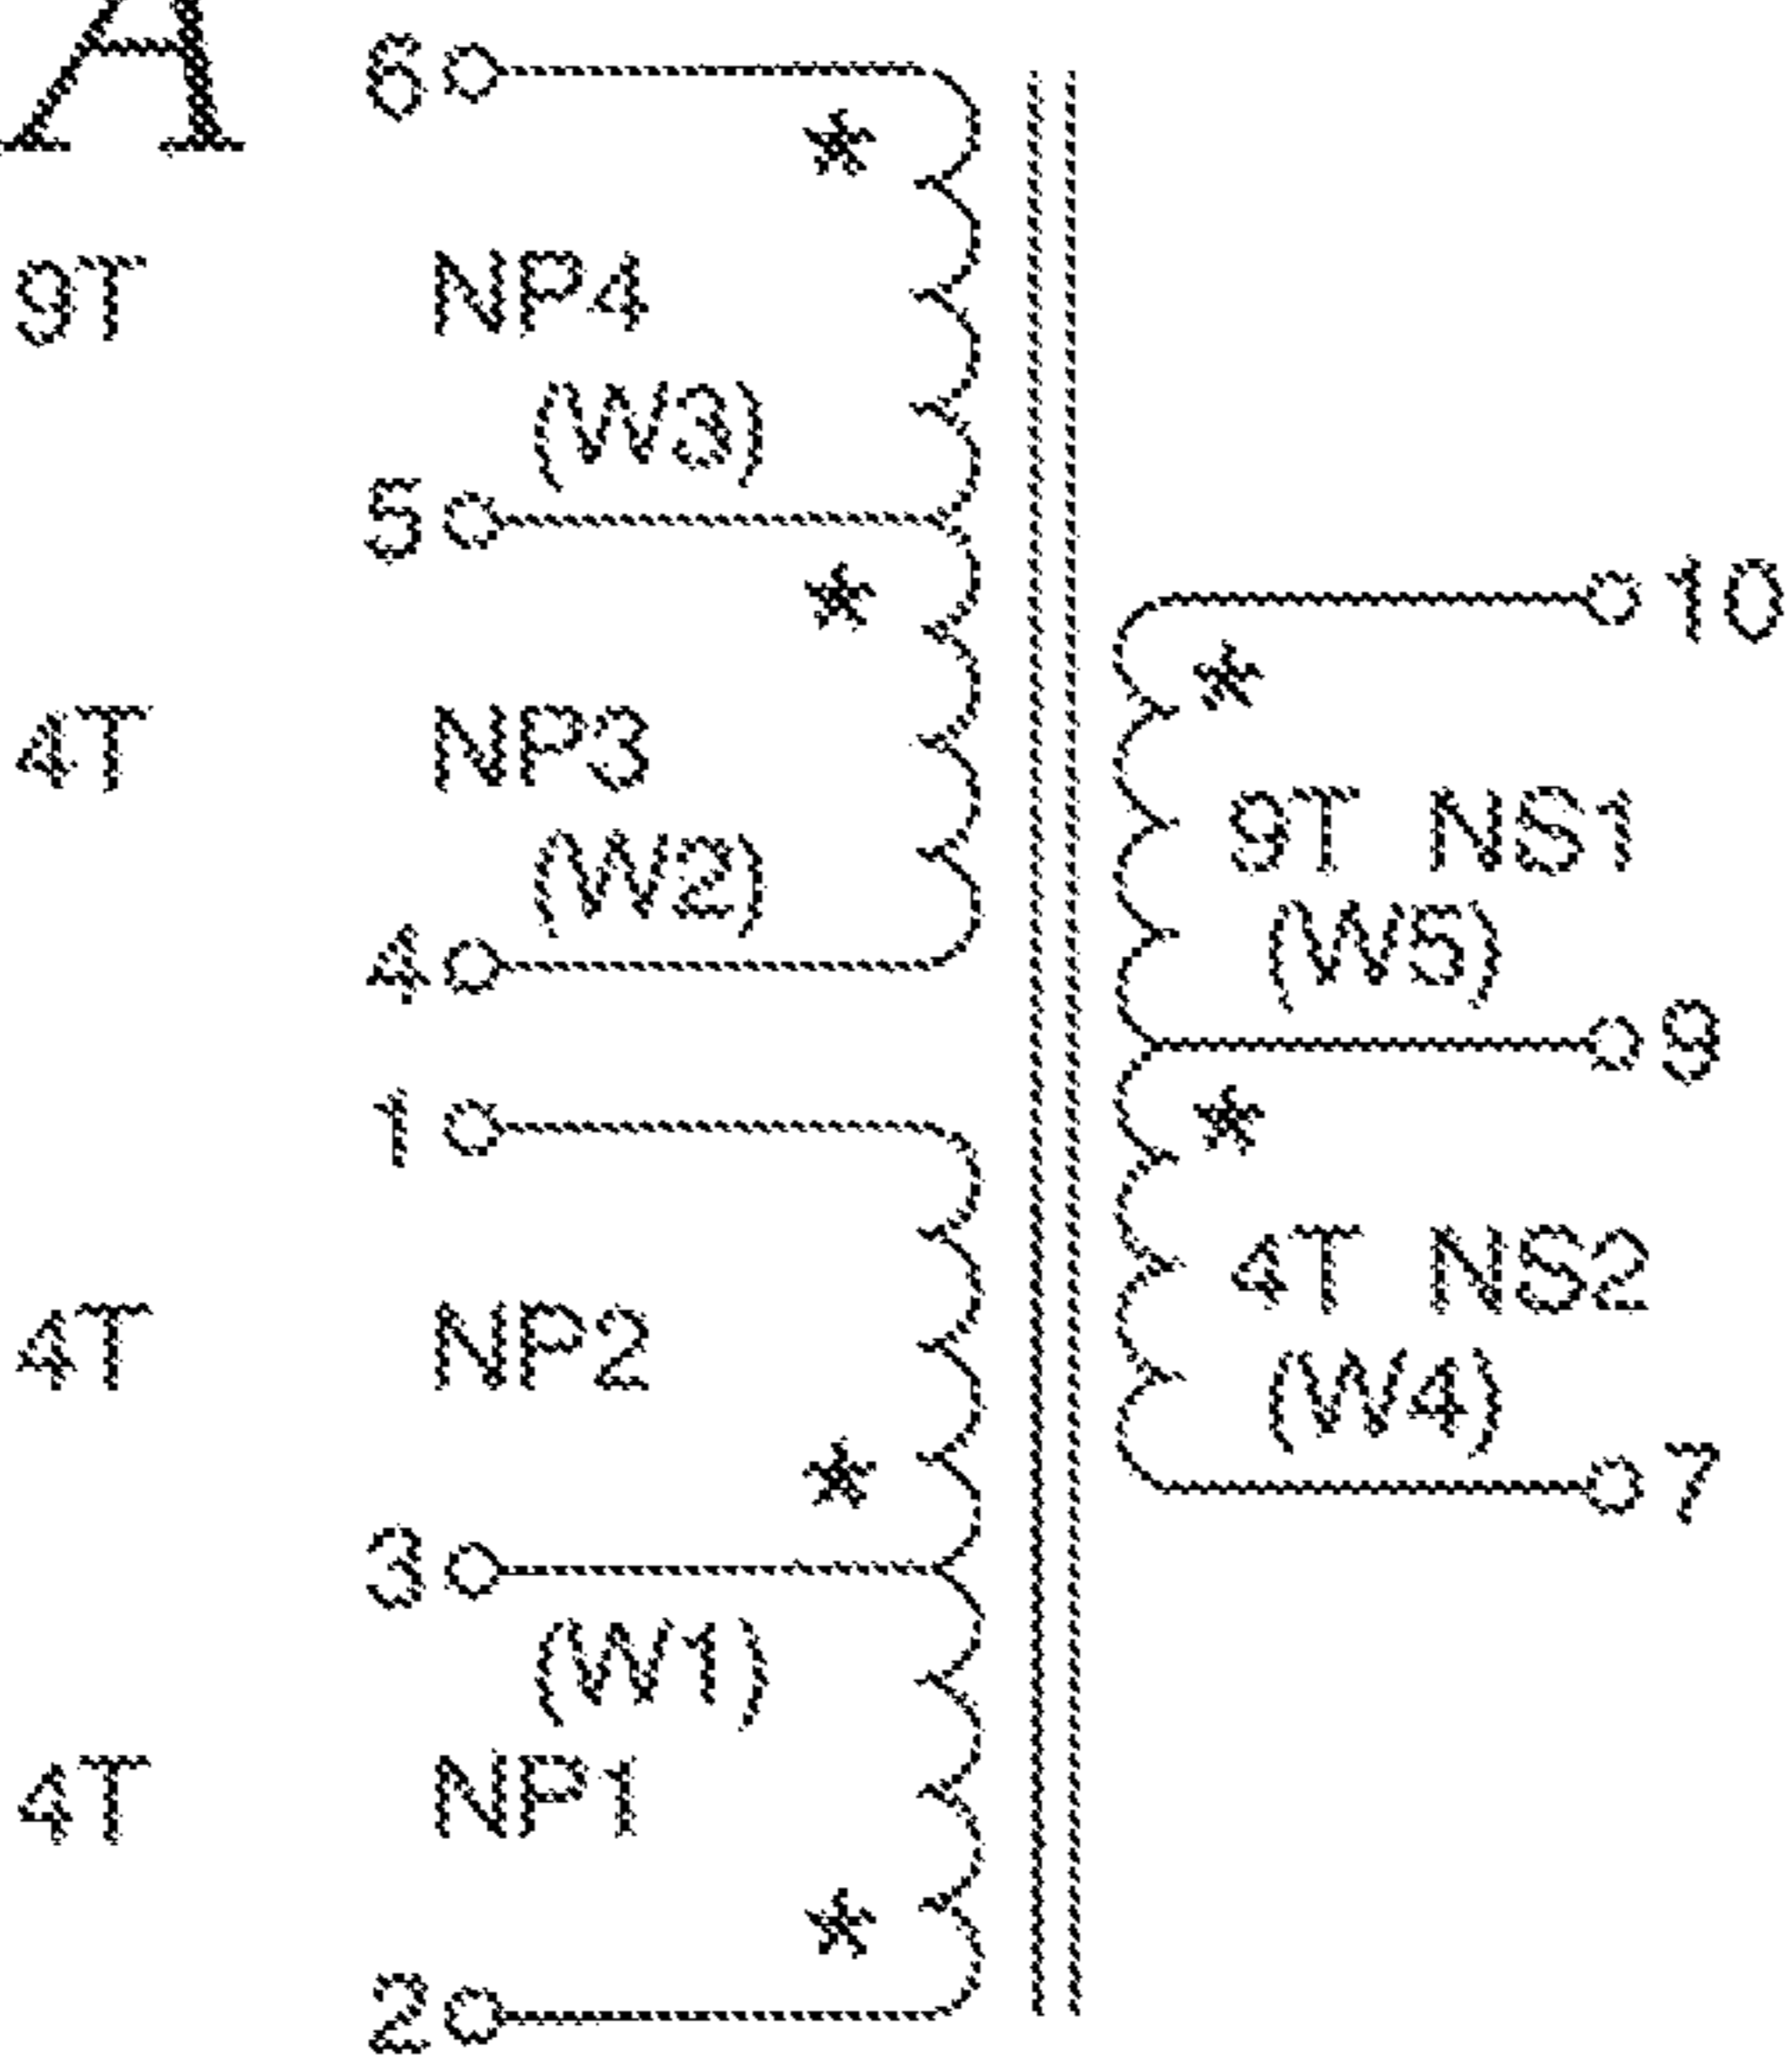 A
6 *
9T NP4
(W3)
5
*
10
*
4T NP3
9T NS1
(W2)
(W5)
4
9
1
*
4T NS2
4T NP2
(W4)
*
7
3
(W1)
4T NP1
*
2